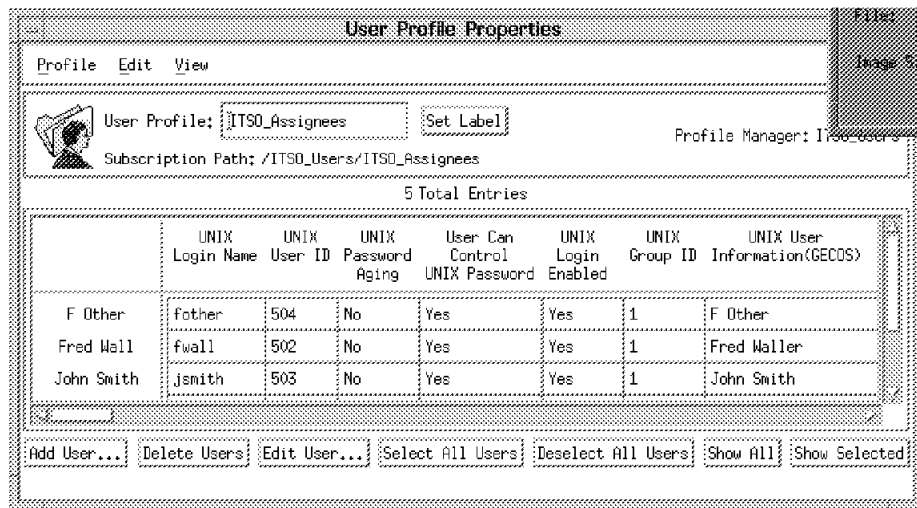 User Profile Properties
File:
Image 5
Profile Edit View
User Profile: ITSO_Assignees Set Label
Profile Manager: ITSO_Users
Subscription Path: /ITSO_Users/ITSO_Assignees
5 Total Entries
UNIX Login Name UNIX User ID UNIX Password Aging User Can Control UNIX Password UNIX Login Enabled UNIX Group ID UNIX User Information(GECOS)
F Other fother 504 No Yes Yes 1 F Other
Fred Wall fwall 502 No Yes Yes 1 Fred Waller
John Smith jsmith 503 No Yes Yes 1 John Smith
Add User... Delete Users Edit User... Select All Users Deselect All Users Show All Show Selected